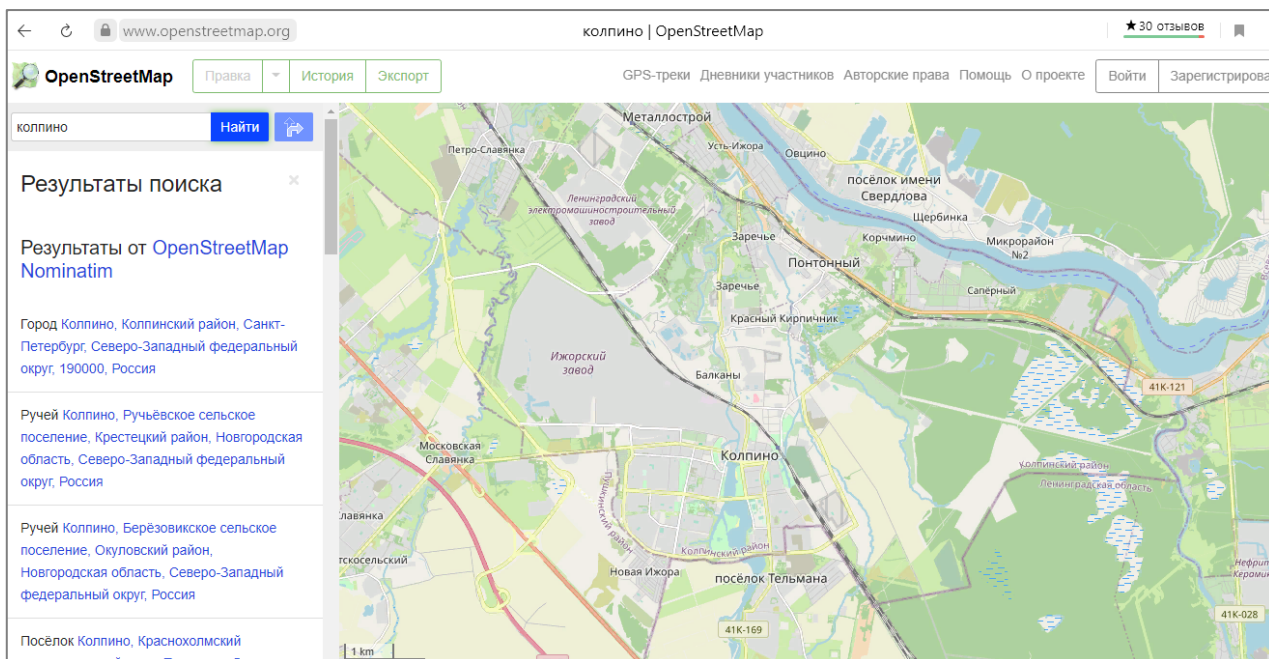 www.openstreetmap.org
колпино | OpenStreetMap
★30 отзывов
OpenStreetMap
Правка
История
Экспорт
GPS-треки Дневники участников Авторские права Помощь О проекте
Войти
Зарегистрирова
колпино
Найти
Результаты поиска
×
Результаты от OpenStreetMap
Nominatim
Город Колпино, Колпинский район, Санкт-
Петербург, Северо-Западный федеральный
округ, 190000, Россия
Ручей Колпино, Ручьёвское сельское
поселение, Крестецкий район, Новгородская
область, Северо-Западный федеральный
округ, Россия
Ручей Колпино, Берёзовикское сельское
поселение, Окуловский район,
Новгородская область, Северо-Западный
федеральный округ, Россия
Посёлок Колпино, Краснохолмский
Металлострой
Петро-Славянка
Усть-Ижора
Овцино
посёлок имени
Свердлова
Ленинградский
электромашиностроительный
завод
Щербинка
Заречье
Корчмино
Микрорайон
№2
Понтонный
Заречье
Сапёрный
Красный Кирпичник
Ижорский
завод
Балканы
41К-121
Московская
Славянка
Колпино
Колпинский район
Ленинградская область
Пушкинский район
лавянка
Колпинский район
тскосельский
Новая Ижора
посёлок Тельмана
Нефрит
Керамик
41К-028
41К-169
1 km